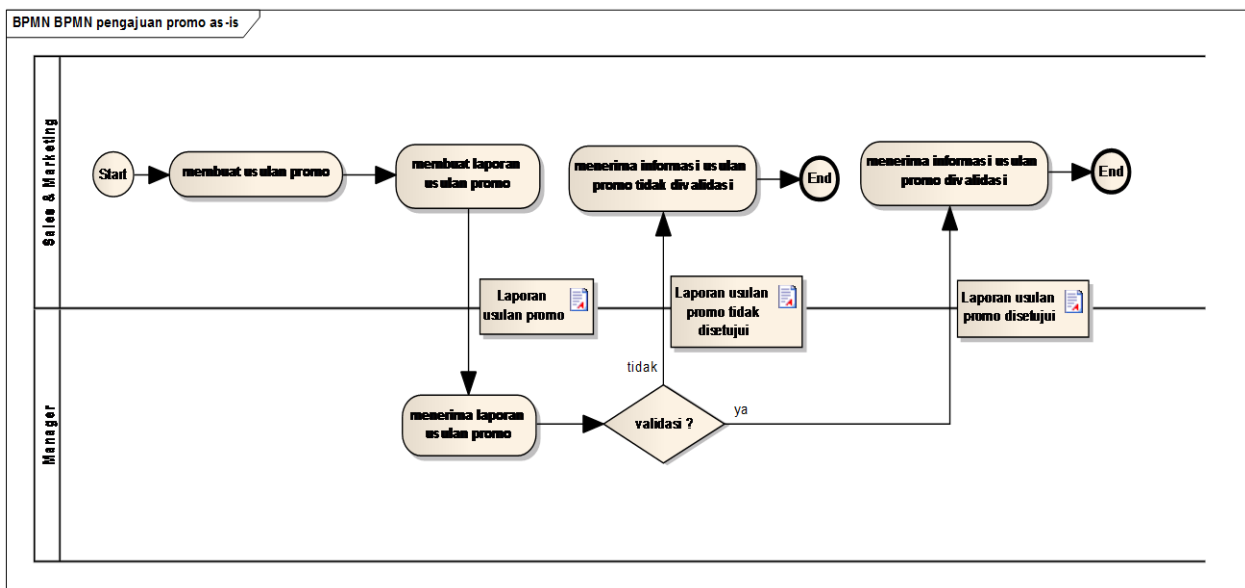 BPMN BPMN pengajuan promo as-is
Sales & Marketing
Start
membuat usulan promo
membuat laporan
usulan promo
menerima informasi usulan
promo tidak divalidasi
End
menerima informasi usulan
promo divalidasi
End
Laporan
usulan promo
Laporan usulan
promo tidak
disetujui
Laporan usulan
promo disetujui
Manager
menerima laporan
usulan promo
validasi ?
tidak
ya